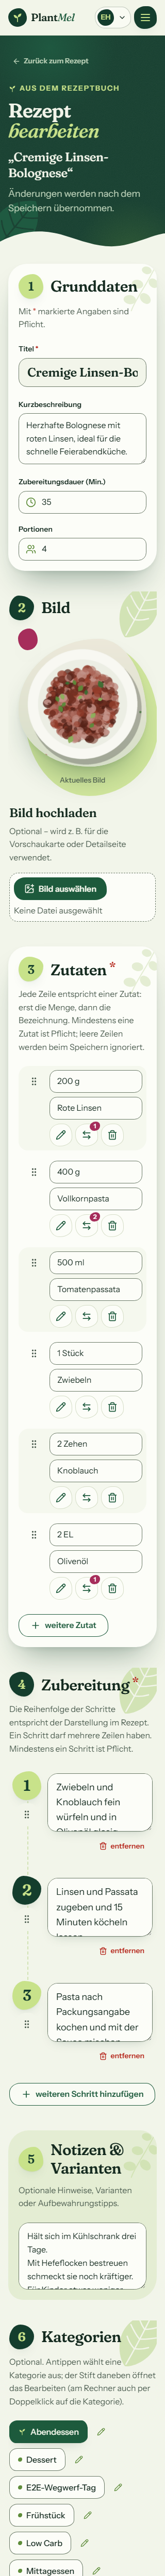 PlantMel
EH
← Zurück zum Rezept
AUS DEM REZEPTBUCH
Rezept
bearbeiten
„Cremige Linsen-
Bolognese“
Änderungen werden nach dem
Speichern übernommen.
1
Grunddaten
Mit * markierte Angaben sind
Pflicht.
Titel *
Cremige Linsen-Bo
Kurzbeschreibung
Herzhafte Bolognese mit
roten Linsen, ideal für die
schnelle Feierabendküche.
Zubereitungsdauer (Min.)
35
Portionen
4
2
Bild
Aktuelles Bild
Bild hochladen
Optional – wird z. B. für die
Vorschaukarte oder Detailseite
verwendet.
Bild auswählen
Keine Datei ausgewählt
3
Zutaten *
Jede Zeile entspricht einer Zutat:
erst die Menge, dann die
Bezeichnung. Mindestens eine
Zutat ist Pflicht; leere Zeilen
werden beim Speichern ignoriert.
200 g
Rote Linsen
1
400 g
Vollkornpasta
2
500 ml
Tomatenpassata
1 Stück
Zwiebeln
2 Zehen
Knoblauch
2 EL
Olivenöl
1
+ weitere Zutat
4
Zubereitung *
Die Reihenfolge der Schritte
entspricht der Darstellung im Rezept.
Ein Schritt darf mehrere Zeilen haben.
Mindestens ein Schritt ist Pflicht.
1
Zwiebeln und
Knoblauch fein
würfeln und in
entfernen
2
Linsen und Passata
zugeben und 15
Minuten köcheln
lassen
entfernen
3
Pasta nach
Packungsangabe
kochen und mit der
entfernen
+ weiteren Schritt hinzufügen
5
Notizen &
Varianten
Optionale Hinweise, Varianten
oder Aufbewahrungstipps.
Hält sich im Kühlschrank drei
Tage.
Mit Hefeflocken bestreuen
schmeckt sie noch kräftiger.
6
Kategorien
Optional. Antippen wählt eine
Kategorie aus; der Stift daneben öffnet
das Bearbeiten (am Rechner auch per
Doppelklick auf die Kategorie).
Abendessen
Dessert
E2E-Wegwerf-Tag
Frühstück
Low Carb
Mittagessen